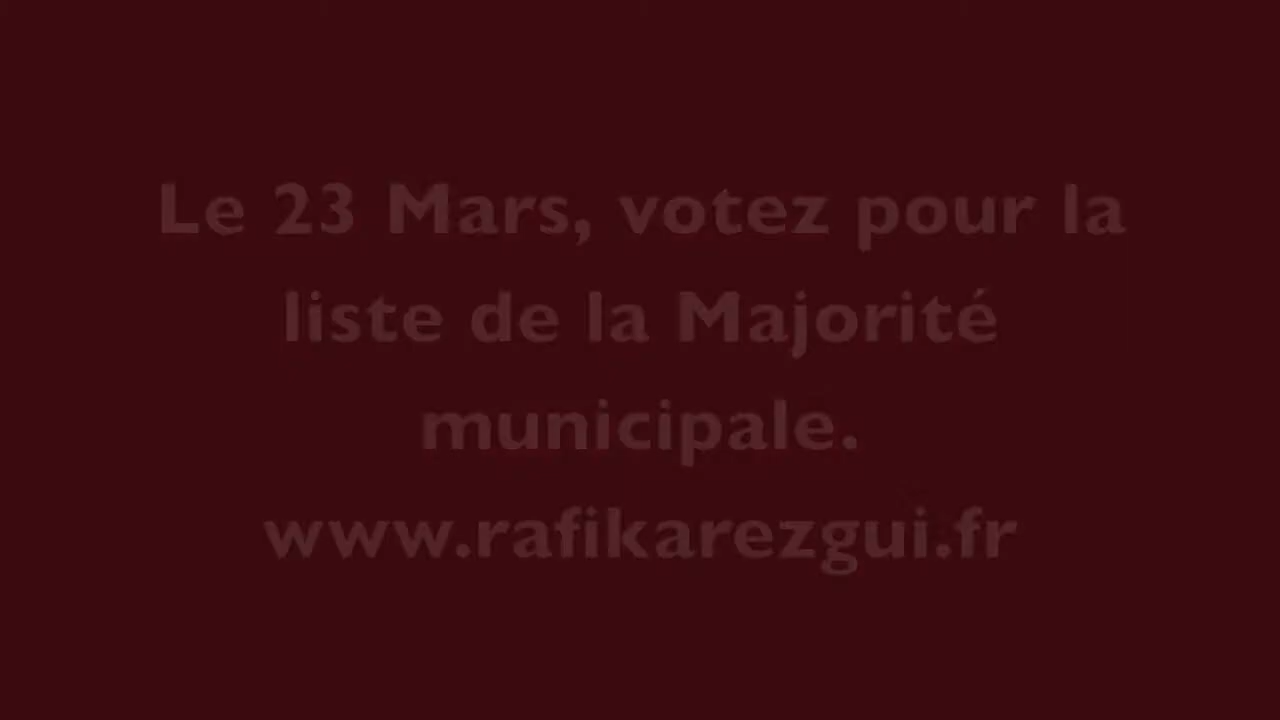 Le 23 Mars, votez pour la
liste de la Majorité
municipale.
www.rafikarezgui.fr